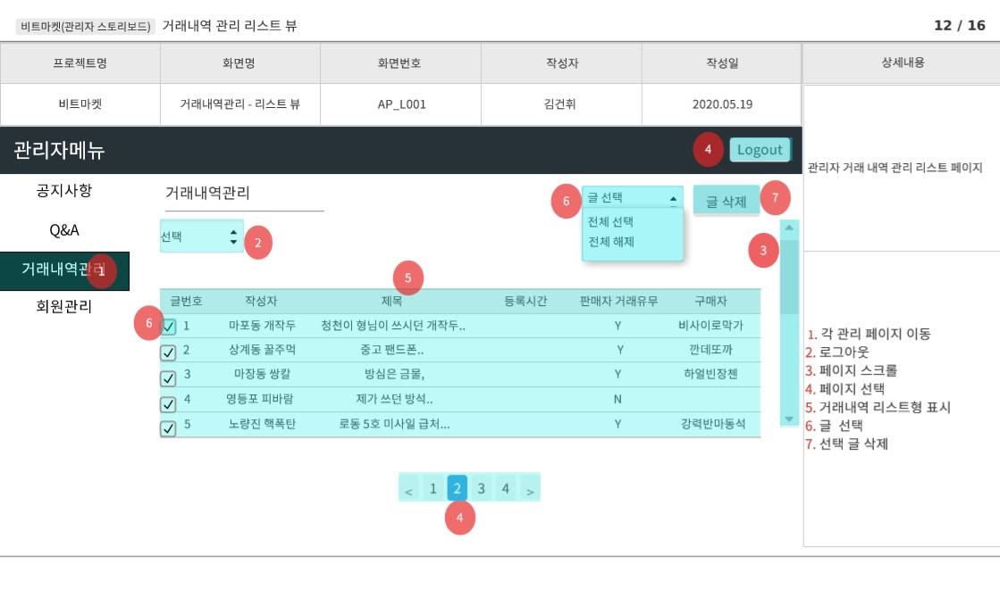 비트마켓(관리자 스토리보드) 거래내역 관리 리스트 뷰 12 / 16
프로젝트명 화면명 화면번호 작성자 작성일 상세내용
비트마켓 거래내역관리 - 리스트 뷰 AP_L001 김건휘 2020.05.19
관리자메뉴 4 Logout
관리자 거래 내역 관리 리스트 페이지
공지사항 거래내역관리 6 글 선택 글 삭제 7
전체 선택
전체 해제
Q&A 선택 2 3
거래내역관리 1
회원관리
5
글번호 작성자 제목 등록시간 판매자 거래유무 구매자
6 1 마포동 개작두 청천이 형님이 쓰시던 개작두.. Y 비사이로막가
2 상계동 꿀주먹 중고 팬드폰.. Y 깐데또까
3 마장동 쌍칼 방심은 금물, Y 하얼빈장첸
4 영등포 피바람 제가 쓰던 방석.. N
5 노량진 핵폭탄 로동 5호 미사일 급처... Y 강력반마동석
< 1 2 3 4 >
4
1. 각 관리 페이지 이동
2. 로그아웃
3. 페이지 스크롤
4. 페이지 선택
5. 거래내역 리스트형 표시
6. 글 선택
7. 선택 글 삭제